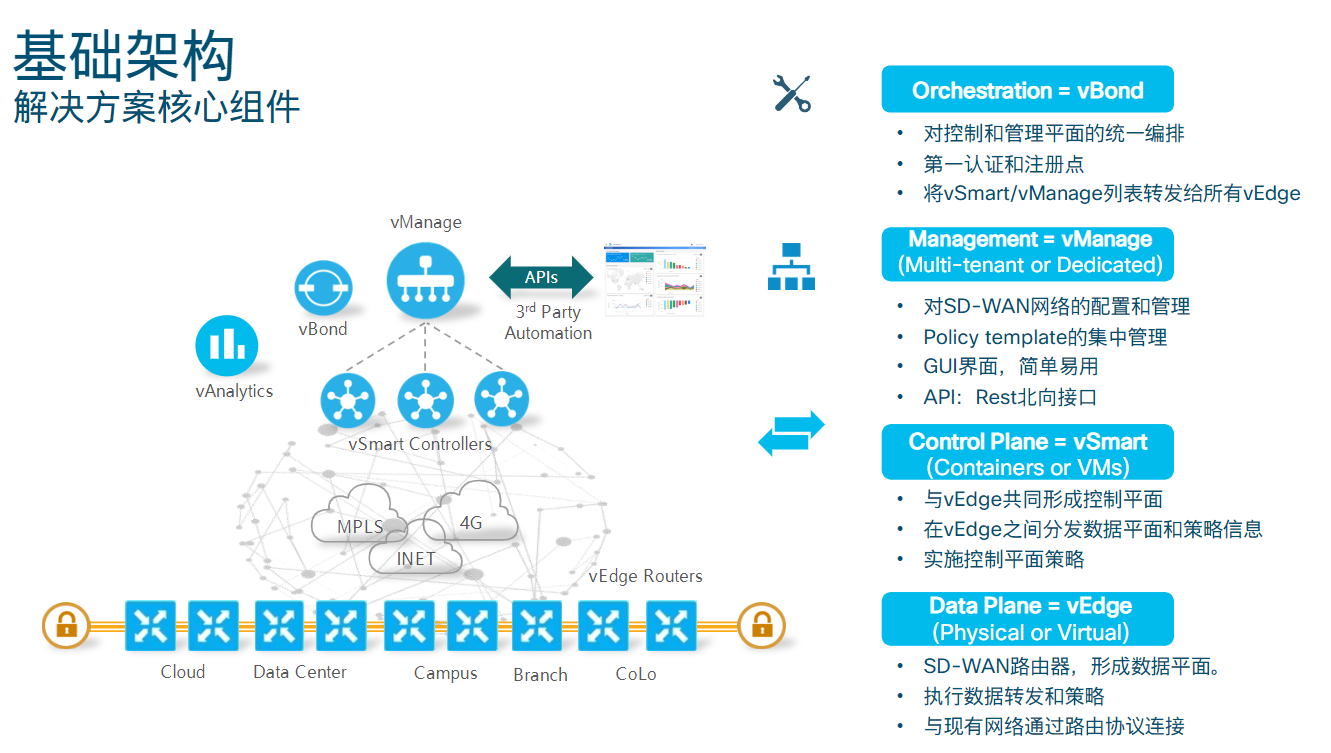 基础架构
解决方案核心组件
vManage
APIs
3rd Party
Automation
vBond
vAnalytics
vSmart Controllers
MPLS
4G
INET
vEdge Routers
Cloud
Data Center
Campus
Branch
CoLo
Orchestration = vBond
• 对控制和管理平面的统一编排
• 第一认证和注册点
• 将vSmart/vManage列表转发给所有vEdge
Management = vManage
(Multi-tenant or Dedicated)
• 对SD-WAN网络的配置和管理
• Policy template的集中管理
• GUI界面，简单易用
• API：Rest北向接口
Control Plane = vSmart
(Containers or VMs)
• 与vEdge共同形成控制平面
• 在vEdge之间分发数据平面和策略信息
• 实施控制平面策略
Data Plane = vEdge
(Physical or Virtual)
• SD-WAN路由器，形成数据平面。
• 执行数据转发和策略
• 与现有网络通过路由协议连接